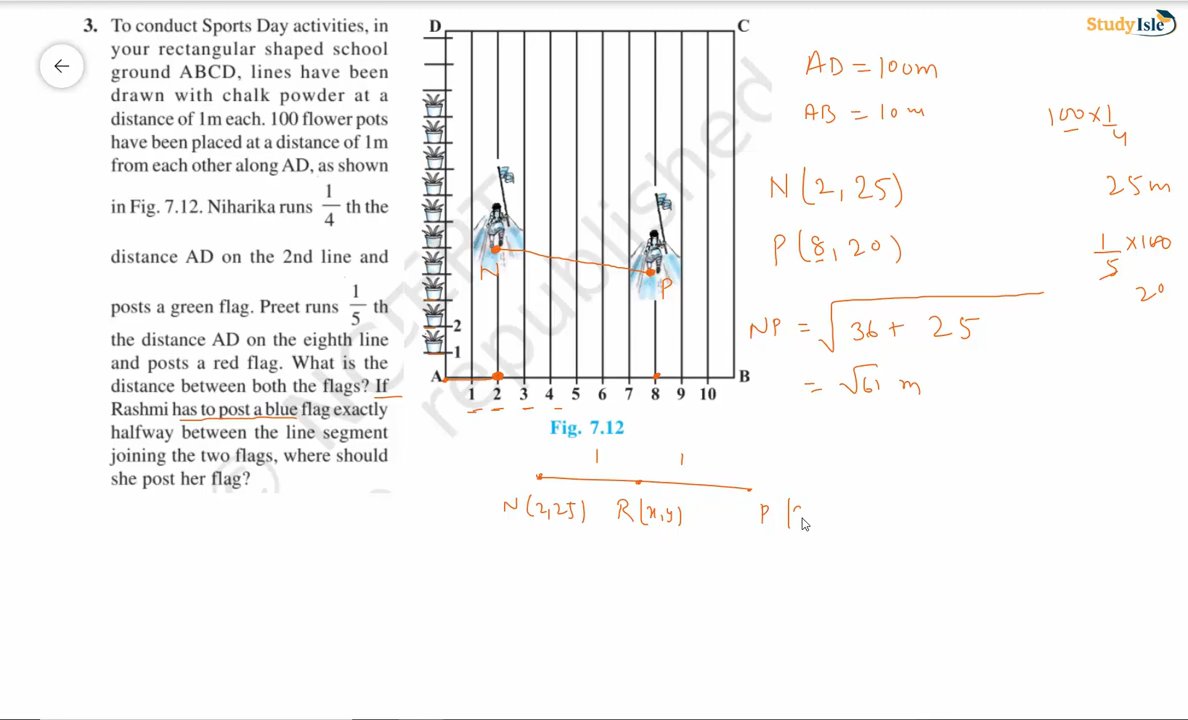 3. To conduct Sports Day activities, in
your rectangular shaped school
ground ABCD, lines have been
drawn with chalk powder at a
distance of 1m each. 100 flower pots
have been placed at a distance of 1m
from each other along AD, as shown
in Fig. 7.12. Niharika runs 1/4 th the
distance AD on the 2nd line and
posts a green flag. Preet runs 1/5 th
the distance AD on the eighth line
and posts a red flag. What is the
distance between both the flags? If
Rashmi has to post a blue flag exactly
halfway between the line segment
joining the two flags, where should
she post her flag?
D C
N P
2
1
A B
1 2 3 4 5 6 7 8 9 10
Fig. 7.12
republished
1 1
N(2,25) R(x,y) P (
StudyIsle
AD = 100m
AB = 10 m
100 × 1/4
N(2,25)
25m
P(8,20)
1/5 × 100
20
NP = √36 + 25
= √61 m